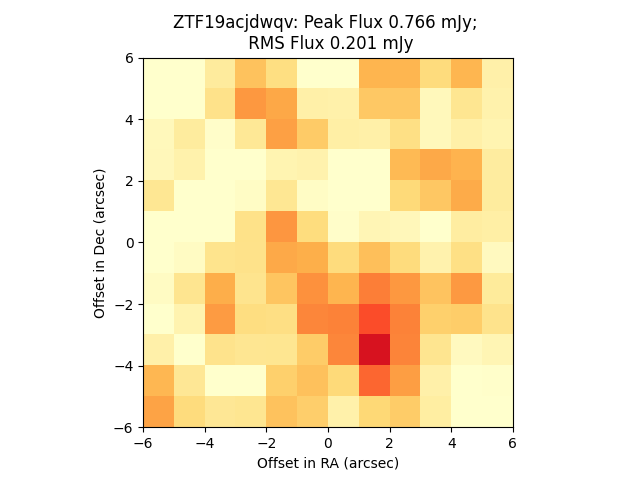 ZTF19acjdwqv: Peak Flux 0.766 mJy;
RMS Flux 0.201 mJy
6
4
2
0
−2
−4
−6
Offset in Dec (arcsec)
−6 −4 −2 0 2 4 6
Offset in RA (arcsec)